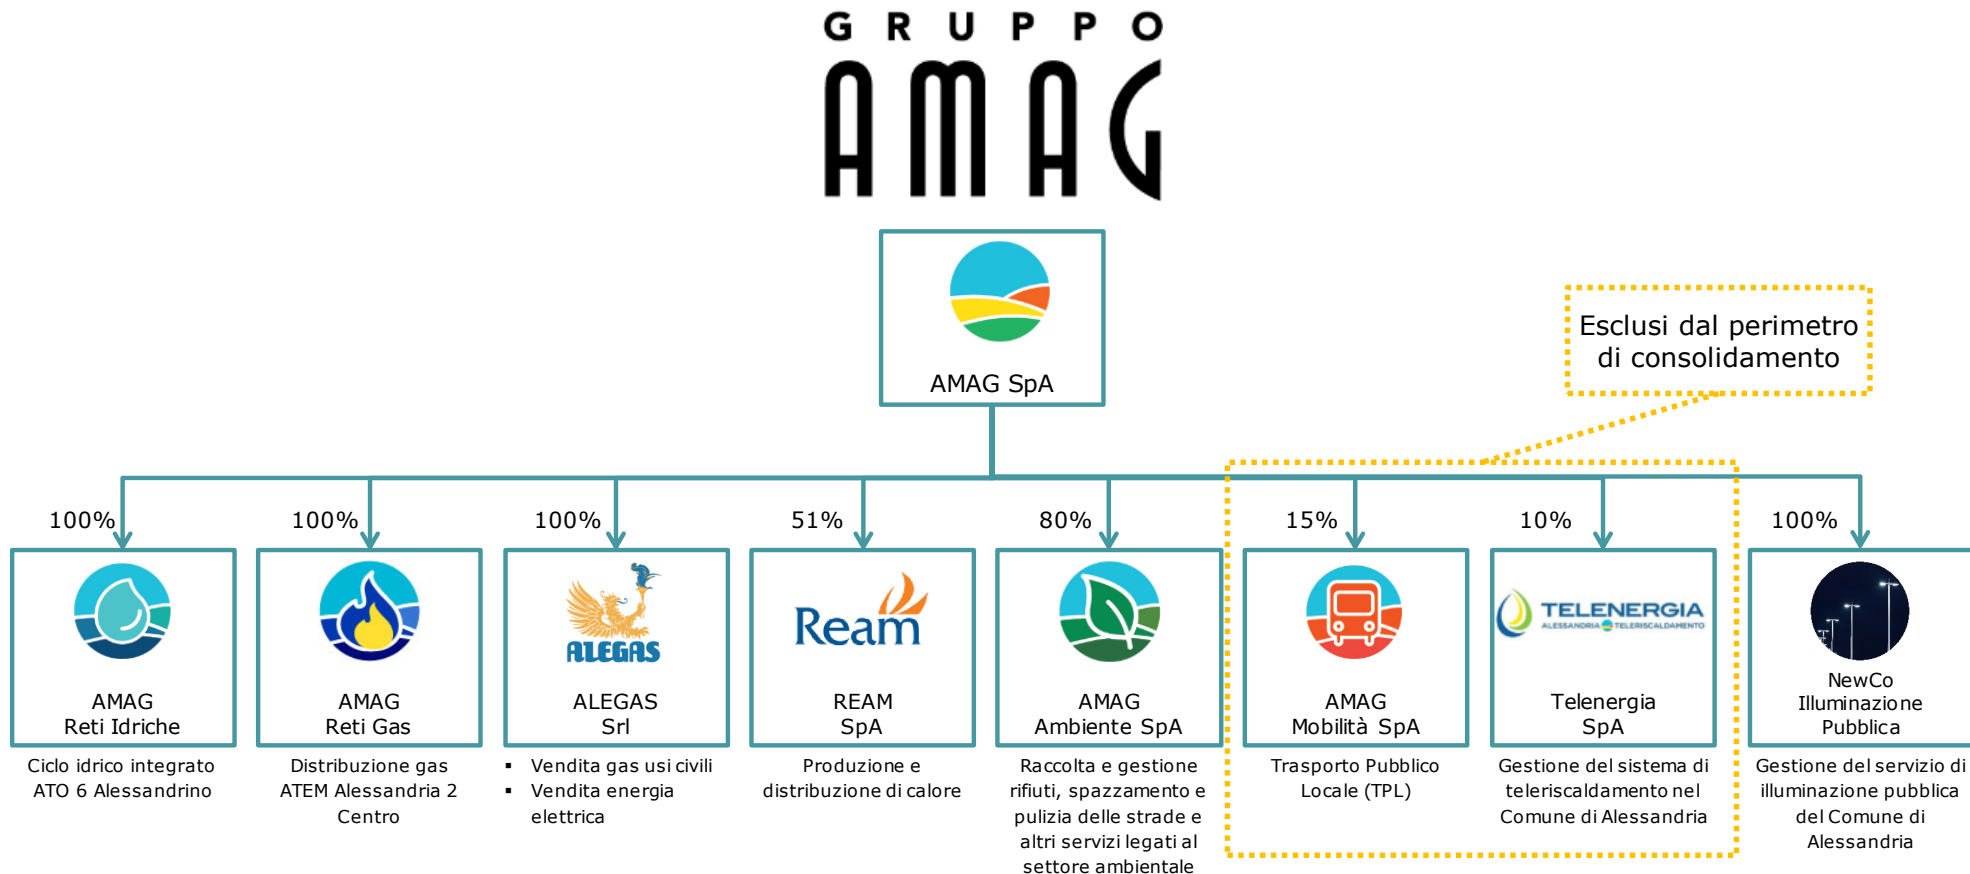 GRUPPO
AMAG
AMAG SpA
Esclusi dal perimetro
di consolidamento
100%
100%
100%
51%
80%
15%
10%
100%
AMAG
Reti Idriche
Ciclo idrico integrato
ATO 6 Alessandrino
AMAG
Reti Gas
Distribuzione gas
ATEM Alessandria 2
Centro
ALEGAS
ALEGAS
Srl
▪ Vendita gas usi civili
▪ Vendita energia
elettrica
Ream
REAM
SpA
Produzione e
distribuzione di calore
AMAG
Ambiente SpA
Raccolta e gestione
rifiuti, spazzamento e
pulizia delle strade e
altri servizi legati al
settore ambientale
AMAG
Mobilità SpA
Trasporto Pubblico
Locale (TPL)
TELENERGIA
ALESSANDRIA TELERISCALDAMENTO
Telenergia
SpA
Gestione del sistema di
teleriscaldamento nel
Comune di Alessandria
NewCo
Illuminazione
Pubblica
Gestione del servizio di
illuminazione pubblica
del Comune di
Alessandria